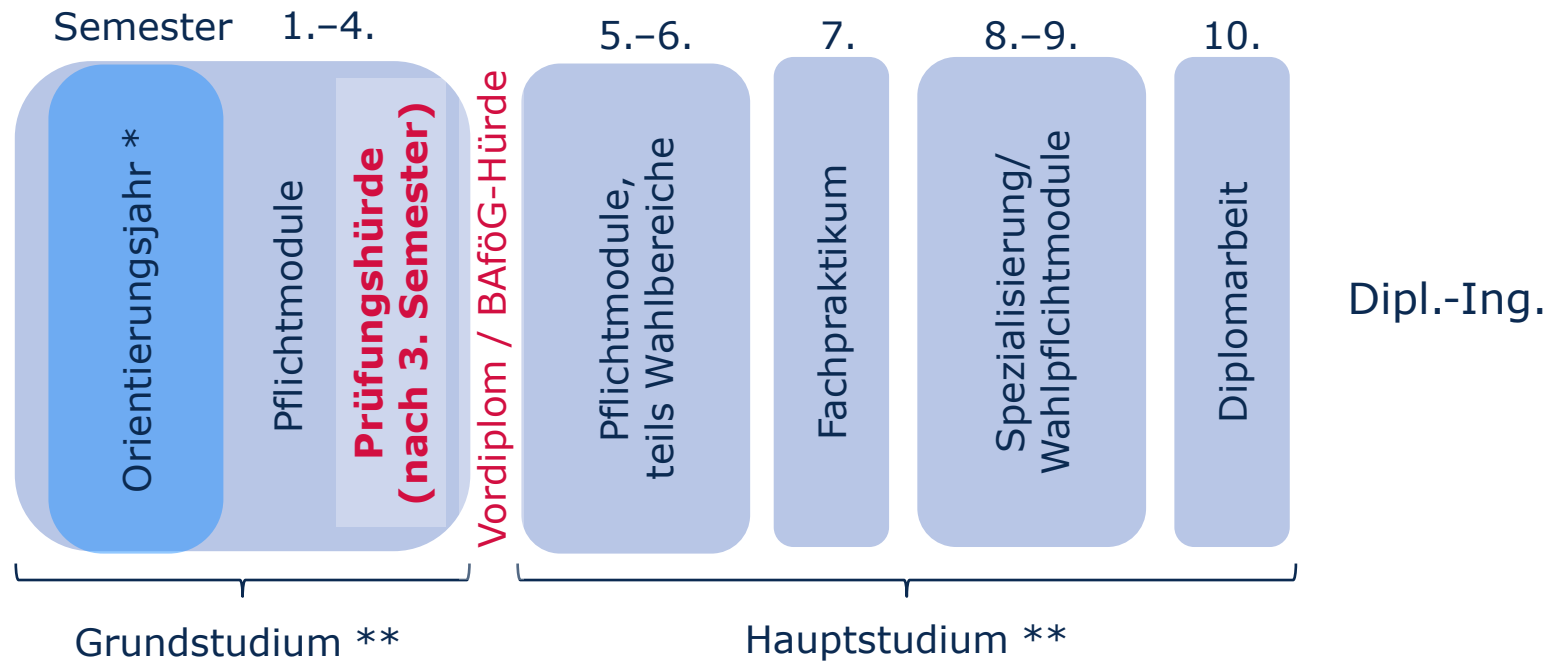 Semester 1.–4. 5.–6. 7. 8.–9. 10.
Orientierungsjahr *
Pflichtmodule
Prüfungshürde
(nach 3. Semester)
Vordiplom / BAföG-Hürde
Pflichtmodule,
teils Wahlbereiche
Fachpraktikum
Spezialisierung/
Wahlpflcihtmodule
Diplomarbeit
Dipl.-Ing.
Grundstudium **
Hauptstudium **